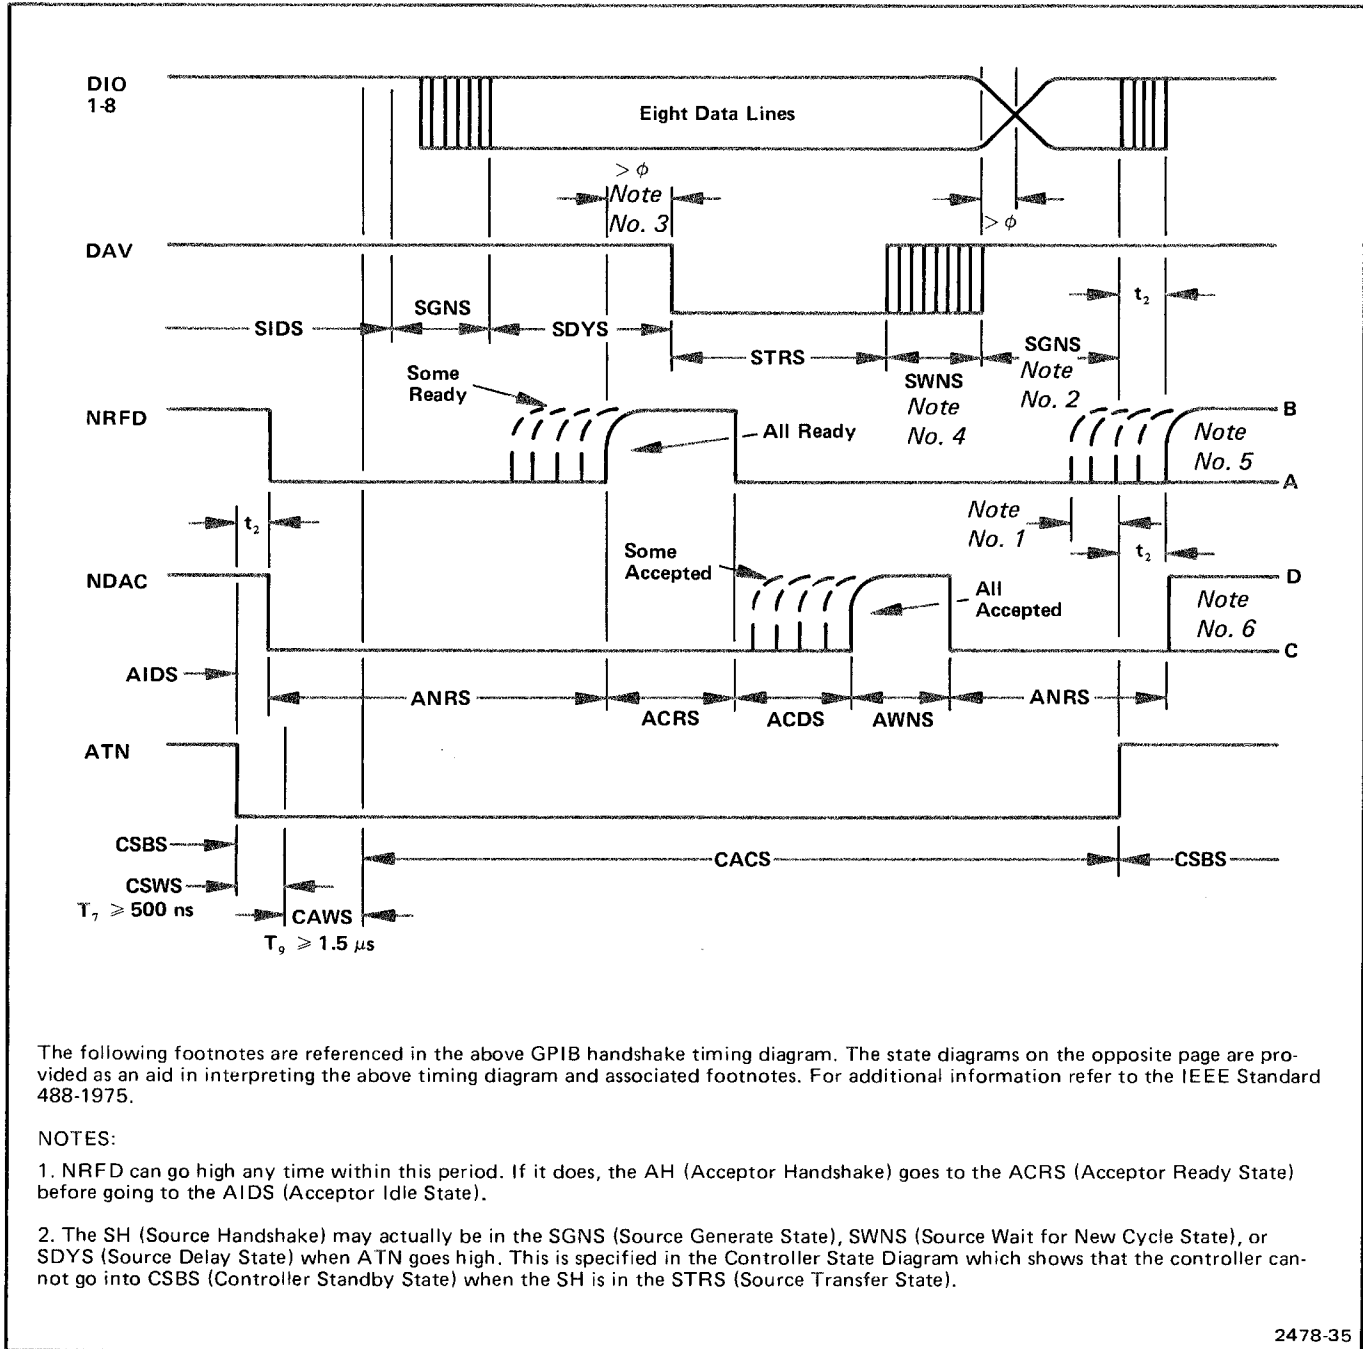 DIO
1-8
Eight Data Lines
> ϕ
Note
No. 3
> ϕ
DAV
t₂
SIDS
SGNS
SDYS
STRS
SWNS
Note
No. 4
SGNS
Note
No. 2
Some
Ready
NRFD
All Ready
B
Note
No. 5
A
t₂
Note
No. 1
t₂
Some
Accepted
NDAC
All
Accepted
D
Note
No. 6
C
AIDS
ANRS
ACRS
ACDS
AWNS
ANRS
ATN
CSBS
CACS
CSBS
CSWS
T₇ ⩾ 500 ns
CAWS
T₉ ⩾ 1.5 μs
The following footnotes are referenced in the above GPIB handshake timing diagram. The state diagrams on the opposite page are pro-
vided as an aid in interpreting the above timing diagram and associated footnotes. For additional information refer to the IEEE Standard
488-1975.
NOTES:
1. NRFD can go high any time within this period. If it does, the AH (Acceptor Handshake) goes to the ACRS (Acceptor Ready State)
before going to the AIDS (Acceptor Idle State).
2. The SH (Source Handshake) may actually be in the SGNS (Source Generate State), SWNS (Source Wait for New Cycle State), or
SDYS (Source Delay State) when ATN goes high. This is specified in the Controller State Diagram which shows that the controller can-
not go into CSBS (Controller Standby State) when the SH is in the STRS (Source Transfer State).
2478-35